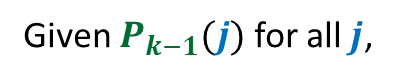 Given P_{k−1}(j) for all j,